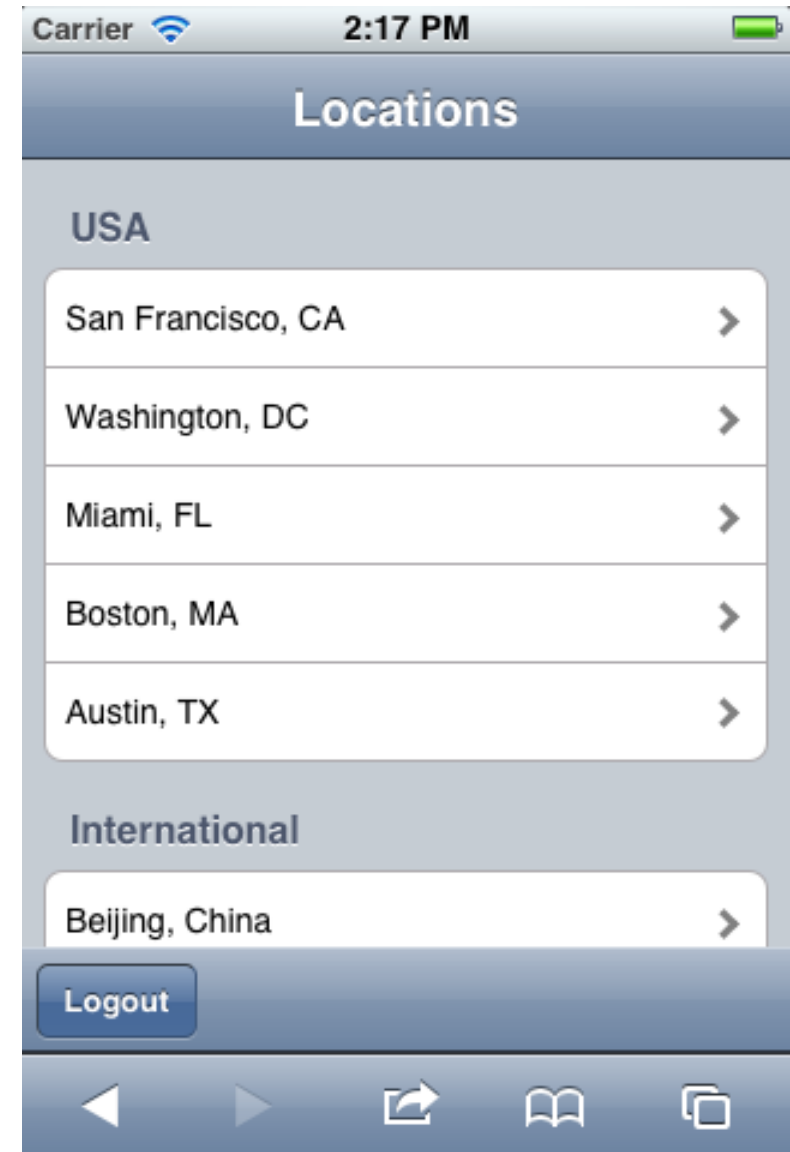 Carrier 2:17 PM
Locations
USA
San Francisco, CA
Washington, DC
Miami, FL
Boston, MA
Austin, TX
International
Beijing, China
Logout